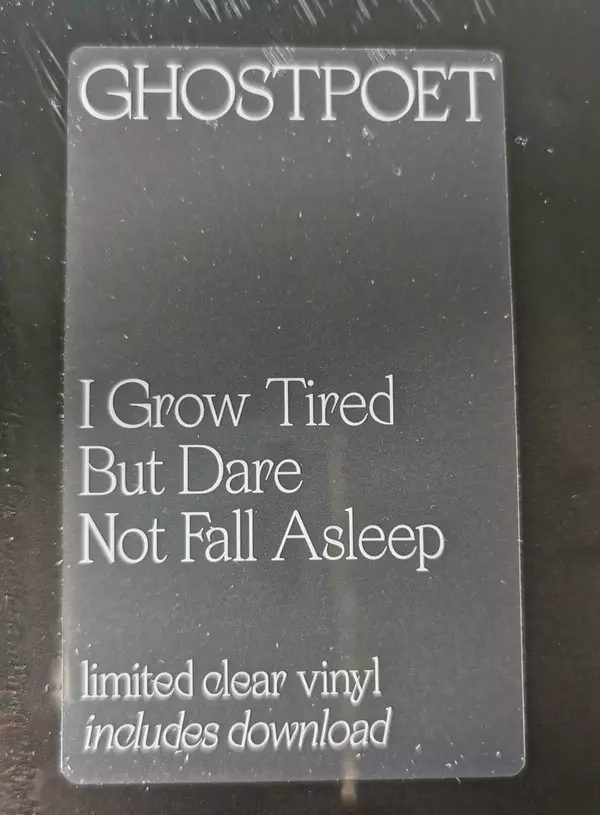 GHOSTPOET
I Grow Tired
But Dare
Not Fall Asleep
limited clear vinyl
includes download